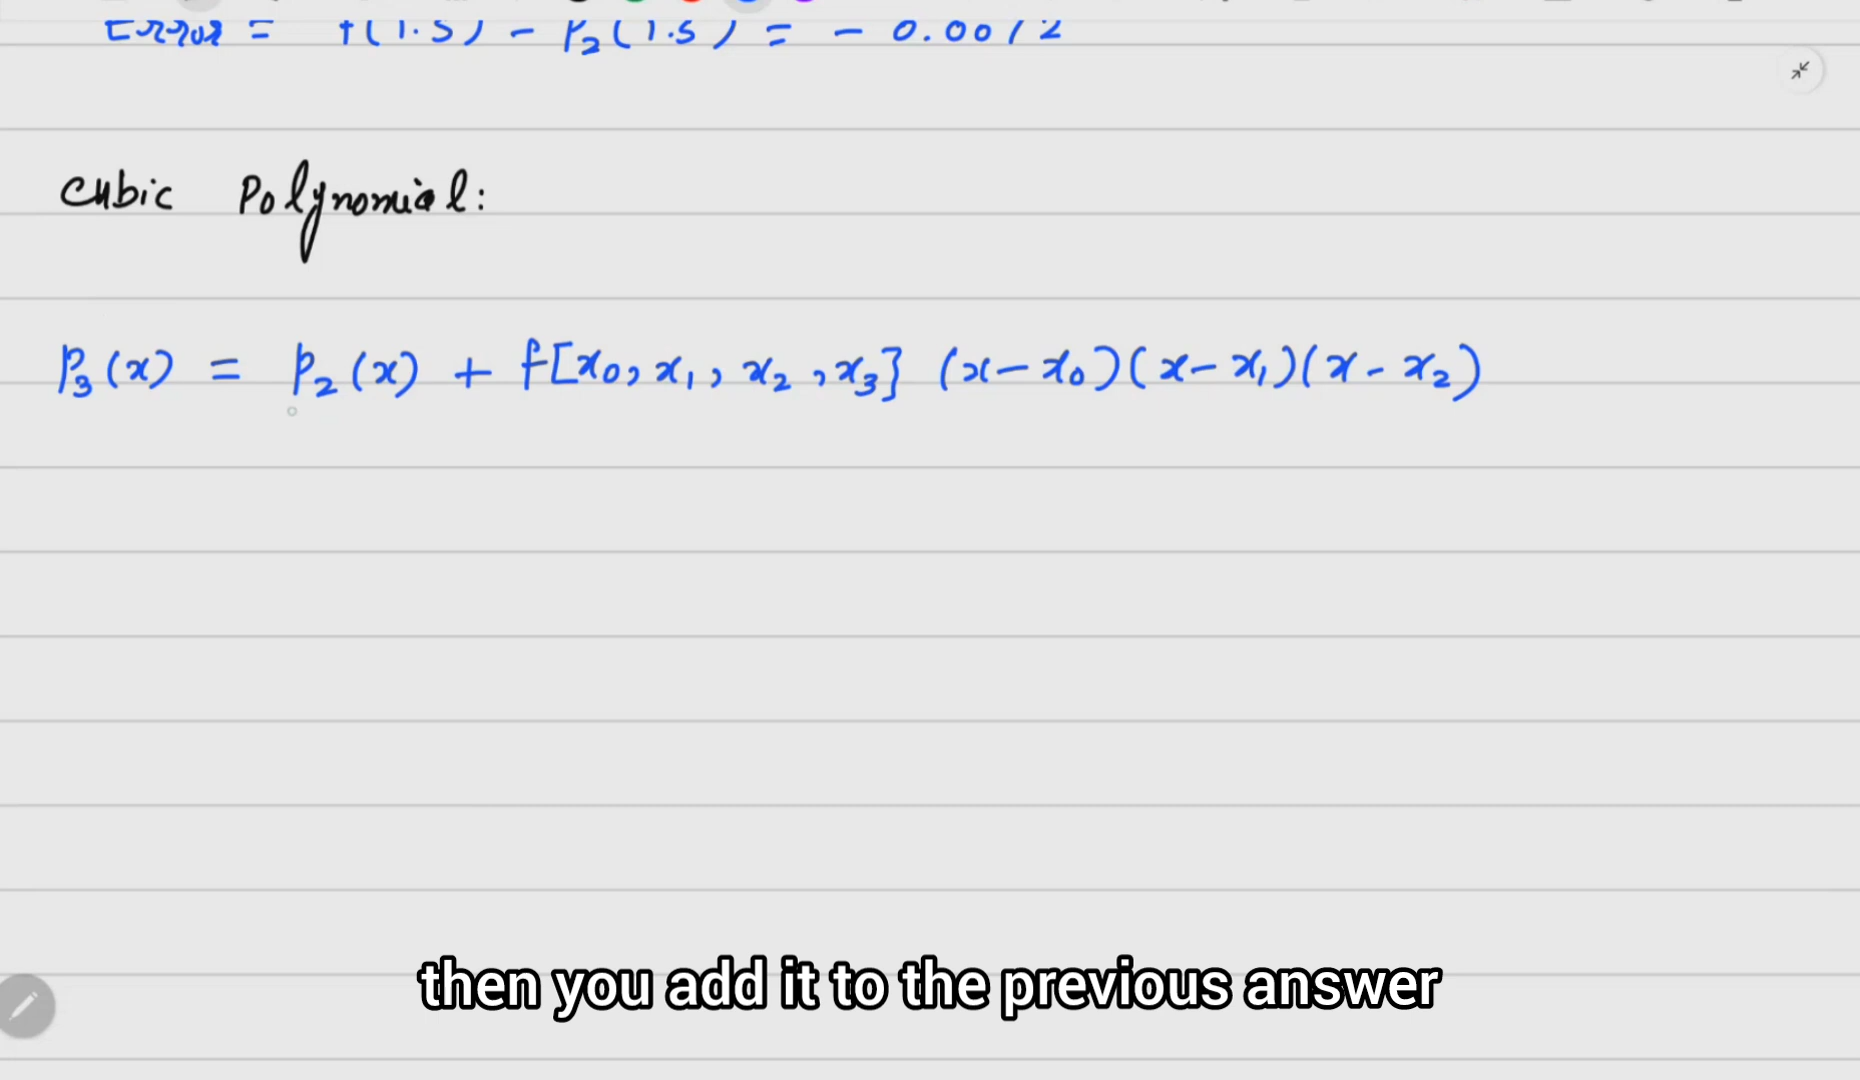 Error = f(1.5) - P₂(1.5) = - 0.0012
Cubic Polynomial:
P₃(x) = P₂(x) + f[x₀, x₁, x₂, x₃] (x-x₀)(x-x₁)(x-x₂)
then you add it to the previous answer